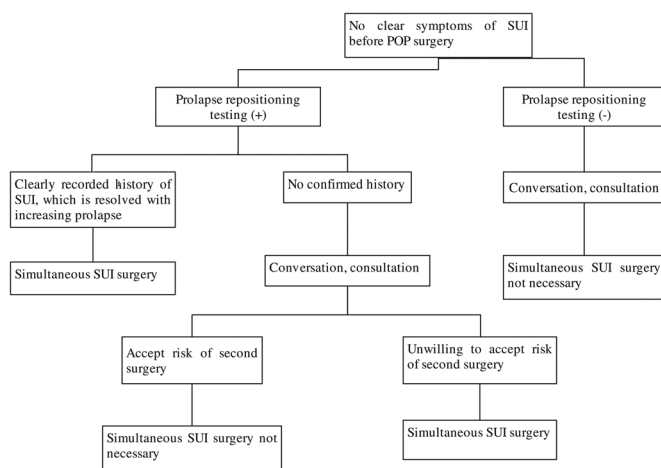 No clear symptoms of SUI
before POP surgery
Prolapse repositioning
testing (+)
Prolapse repositioning
testing (-)
Clearly recorded history of
SUI, which is resolved with
increasing prolapse
No confirmed history
Conversation, consultation
Simultaneous SUI surgery
Conversation, consultation
Simultaneous SUI surgery
not necessary
Accept risk of second
surgery
Unwilling to accept risk
of second surgery
Simultaneous SUI surgery not
necessary
Simultaneous SUI surgery